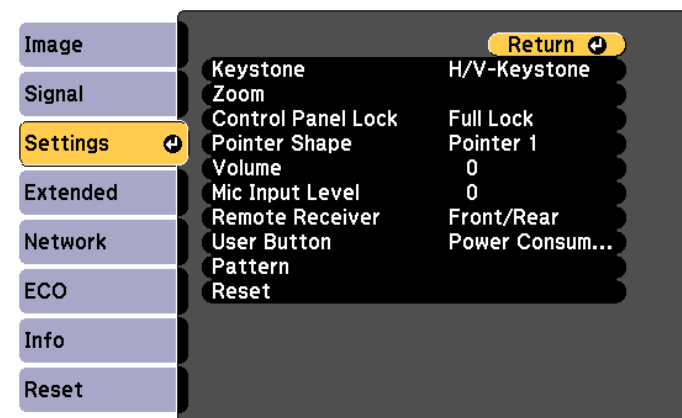 Image
Signal
Settings
Extended
Network
ECO
Info
Reset
Return
Keystone H/V-Keystone
Zoom
Control Panel Lock Full Lock
Pointer Shape Pointer 1
Volume 0
Mic Input Level 0
Remote Receiver Front/Rear
User Button Power Consum...
Pattern
Reset